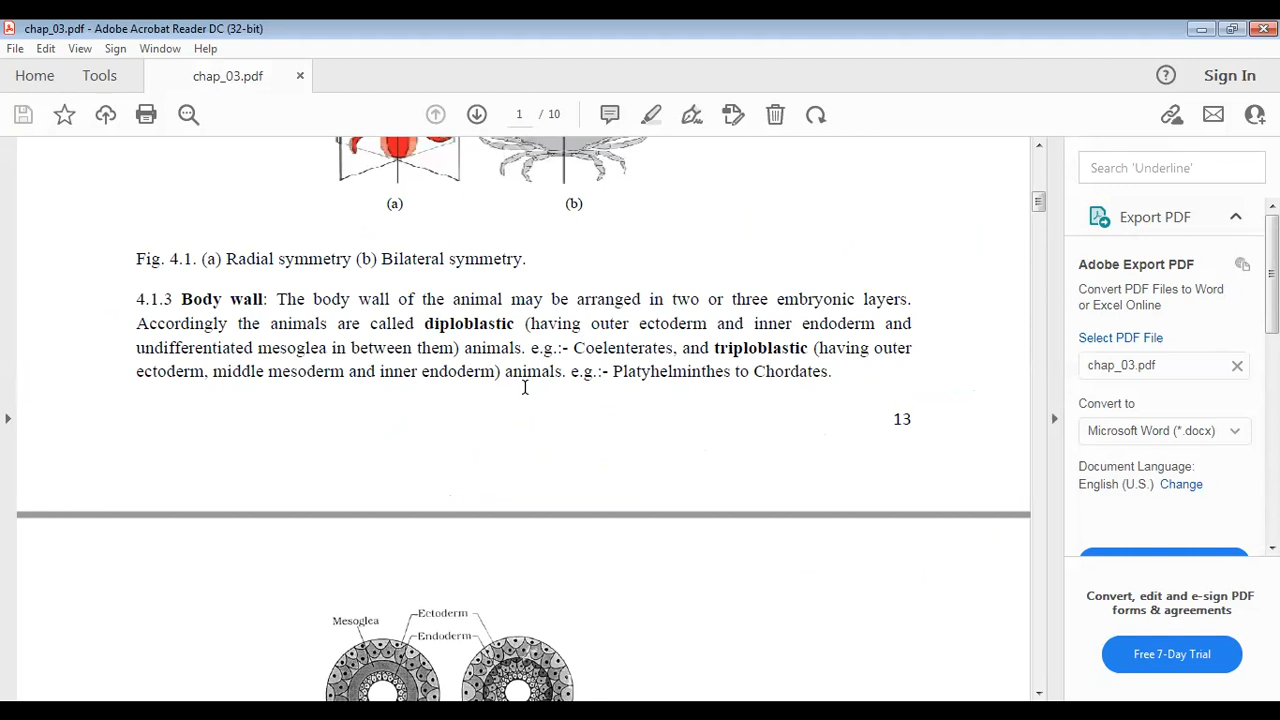 chap_03.pdf - Adobe Acrobat Reader DC (32-bit)
File Edit View Sign Window Help
Home Tools chap_03.pdf × Sign In
1 / 10
Search 'Underline'
(a) (b)
Export PDF
Fig. 4.1. (a) Radial symmetry (b) Bilateral symmetry.
Adobe Export PDF
Convert PDF Files to Word
or Excel Online
4.1.3 Body wall: The body wall of the animal may be arranged in two or three embryonic layers.
Accordingly the animals are called diploblastic (having outer ectoderm and inner endoderm and
undifferentiated mesoglea in between them) animals. e.g.:- Coelenterates, and triploblastic (having outer
ectoderm, middle mesoderm and inner endoderm) animals. e.g.:- Platyhelminthes to Chordates.
13
Select PDF File
chap_03.pdf
Convert to
Microsoft Word (*.docx)
Document Language:
English (U.S.) Change
Mesoglea
Ectoderm
Endoderm
Convert, edit and e-sign PDF
forms & agreements
Free 7-Day Trial